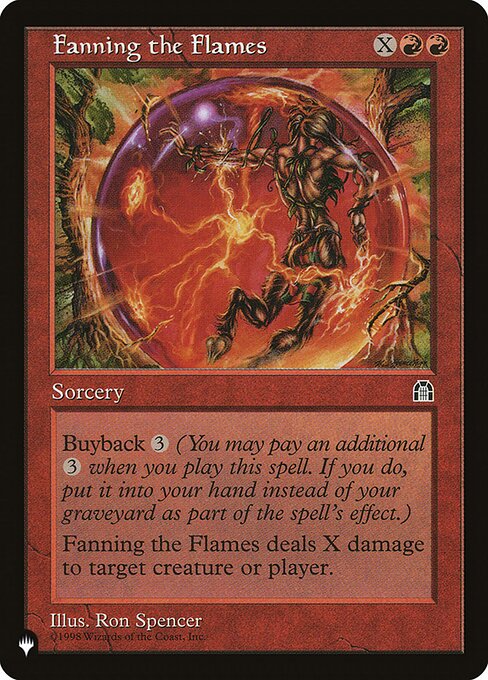 Fanning the Flames X
Sorcery
Buyback 3 (You may pay an additional
3 when you play this spell. If you do,
put it into your hand instead of your
graveyard as part of the spell's effect.)
Fanning the Flames deals X damage
to target creature or player.
Illus. Ron Spencer
©1998 Wizards of the Coast, Inc.